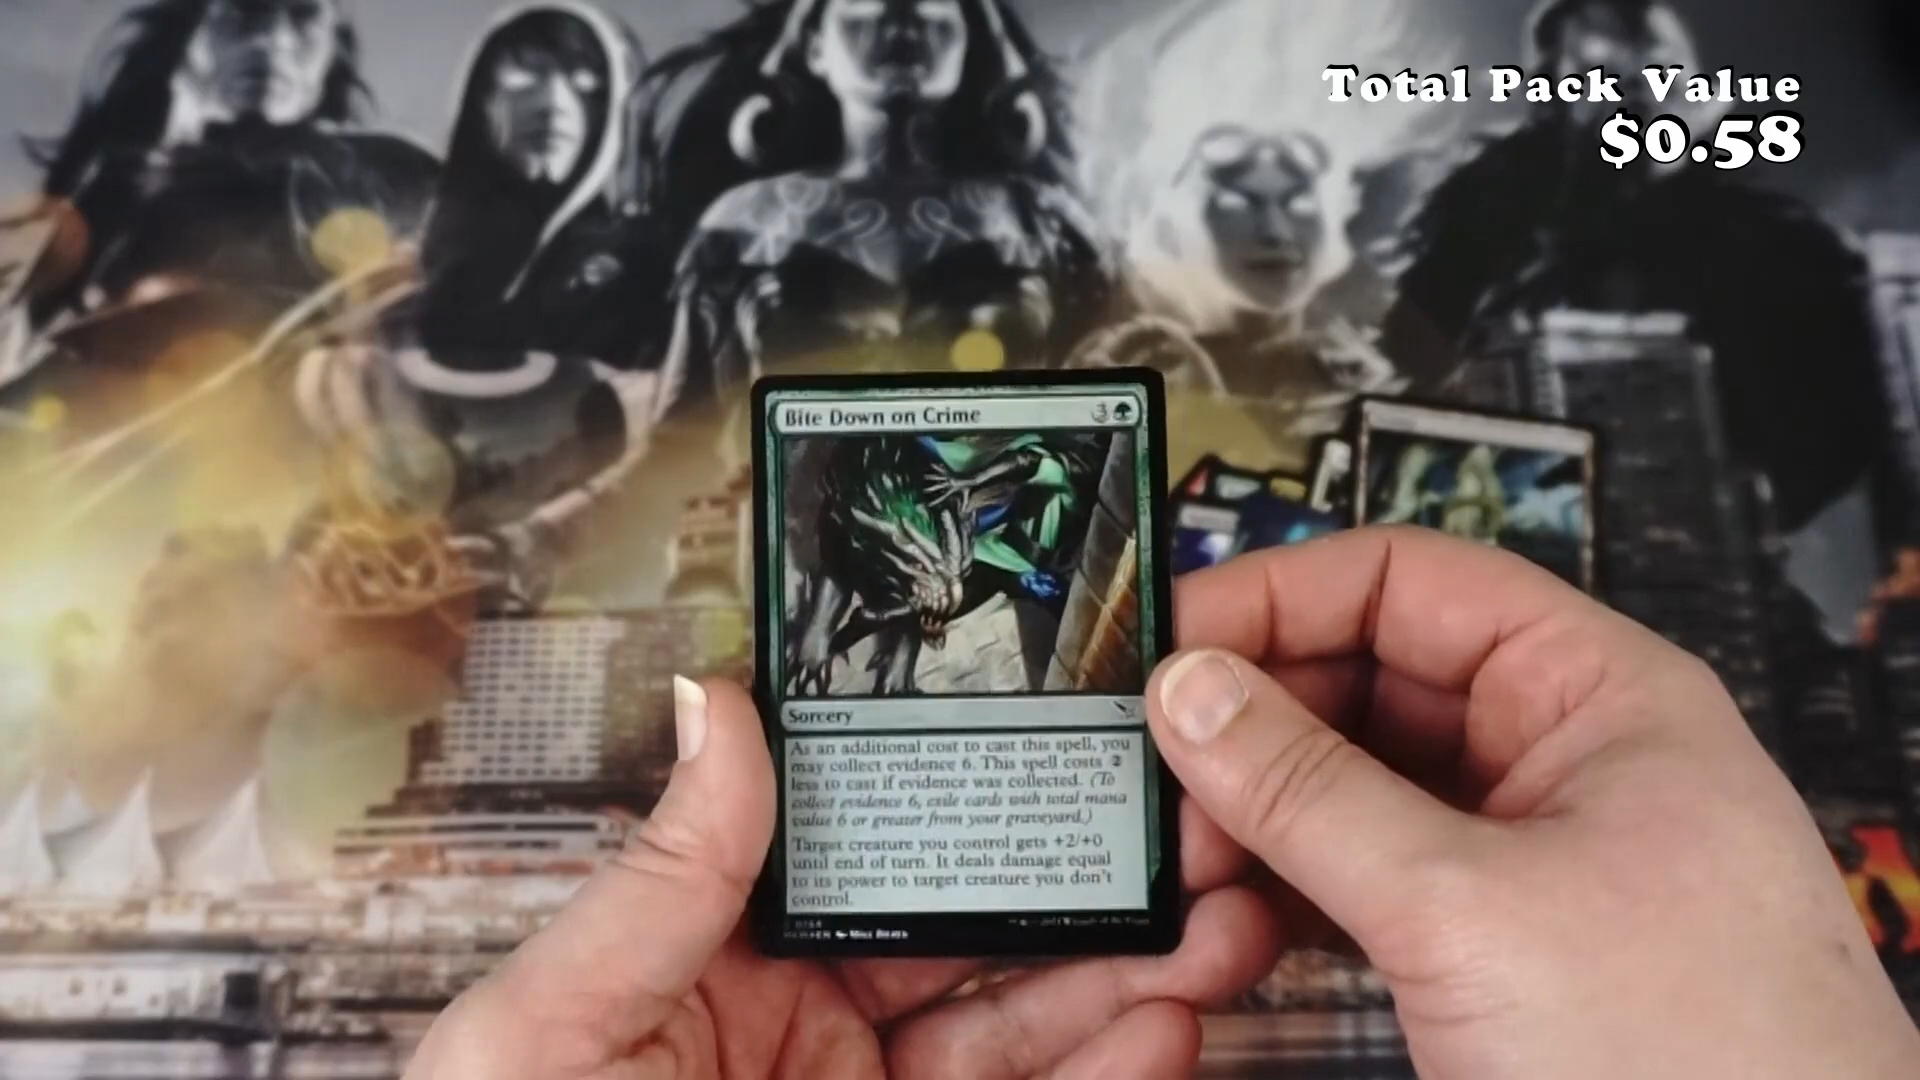 Total Pack Value
$0.58
Bite Down on Crime
3
Sorcery
As an additional cost to cast this spell, you
may collect evidence 6. This spell costs 2
less to cast if evidence was collected. (To
collect evidence 6, exile cards with total mana
value 6 or greater from your graveyard.)
Target creature you control gets +2/+0
until end of turn. It deals damage equal
to its power to target creature you don't
control.